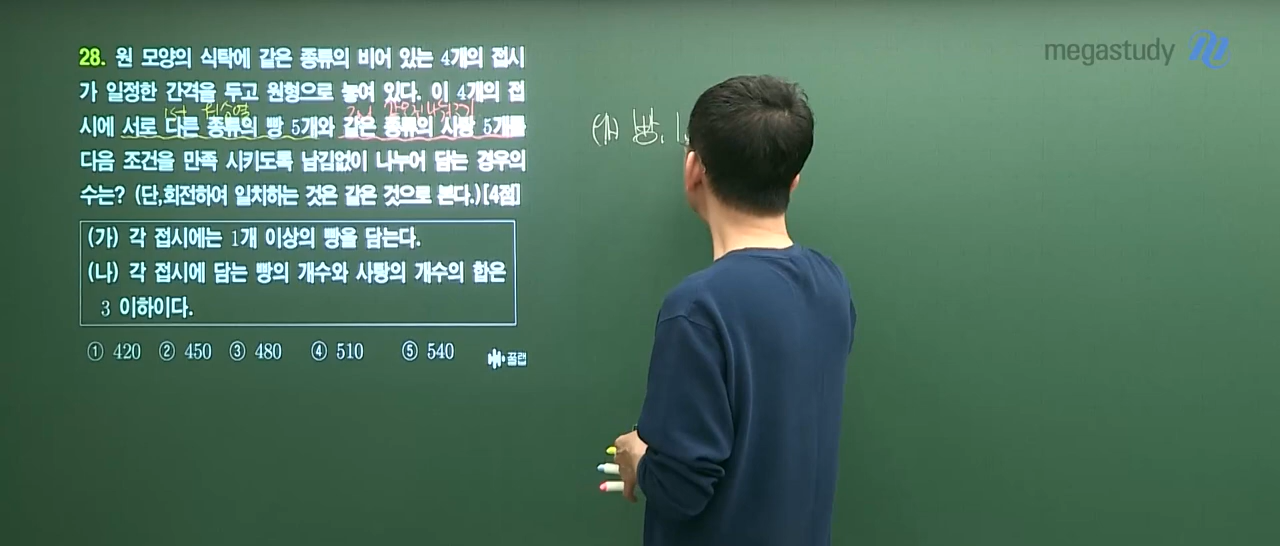 megastudy
28. 원 모양의 식탁에 같은 종류의 비어 있는 4개의 접시
가 일정한 간격을 두고 원형으로 놓여 있다. 이 4개의 접
시에 서로 다른 종류의 빵 5개와 같은 종류의 사탕 5개를
다음 조건을 만족 시키도록 남김없이 나누어 담는 경우의
수는? (단,회전하여 일치하는 것은 같은 것으로 본다.)[4점]
(가) 각 접시에는 1개 이상의 빵을 담는다.
(나) 각 접시에 담는 빵의 개수와 사탕의 개수의 합은
3 이하이다.
① 420 ② 450 ③ 480 ④ 510 ⑤ 540
꿀랩
빵,